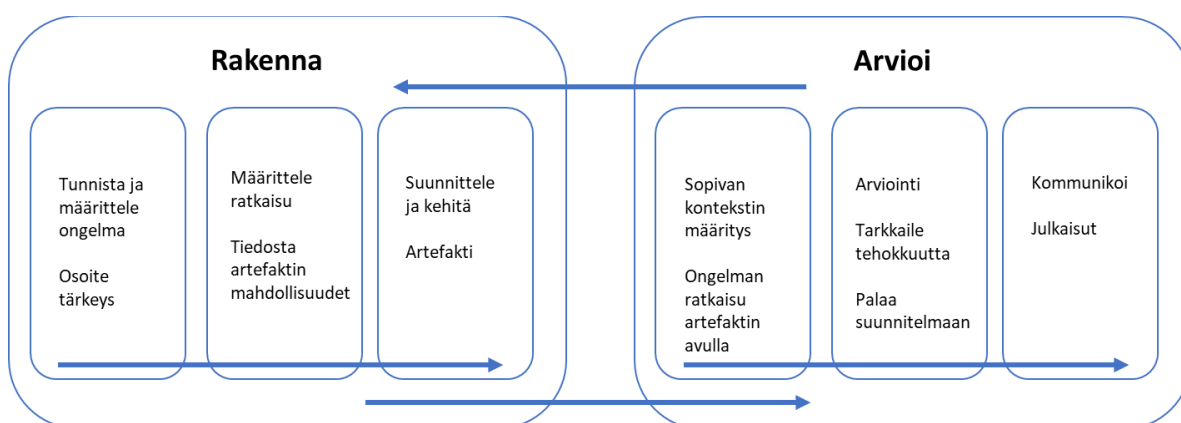 Rakenna
Tunnista ja
määrittele
ongelma
Osoite
tärkeys
Määrittele
ratkaisu
Tiedosta
artefaktin
mahdollisuudet
Suunnittele
ja kehitä
Artefakti
Arvioi
Sopivan
kontekstin
määritys
Ongelman
ratkaisu
artefaktin
avulla
Arviointi
Tarkkaile
tehokkuutta
Palaa
suunnitelmaan
Kommunikoi
Julkaisut